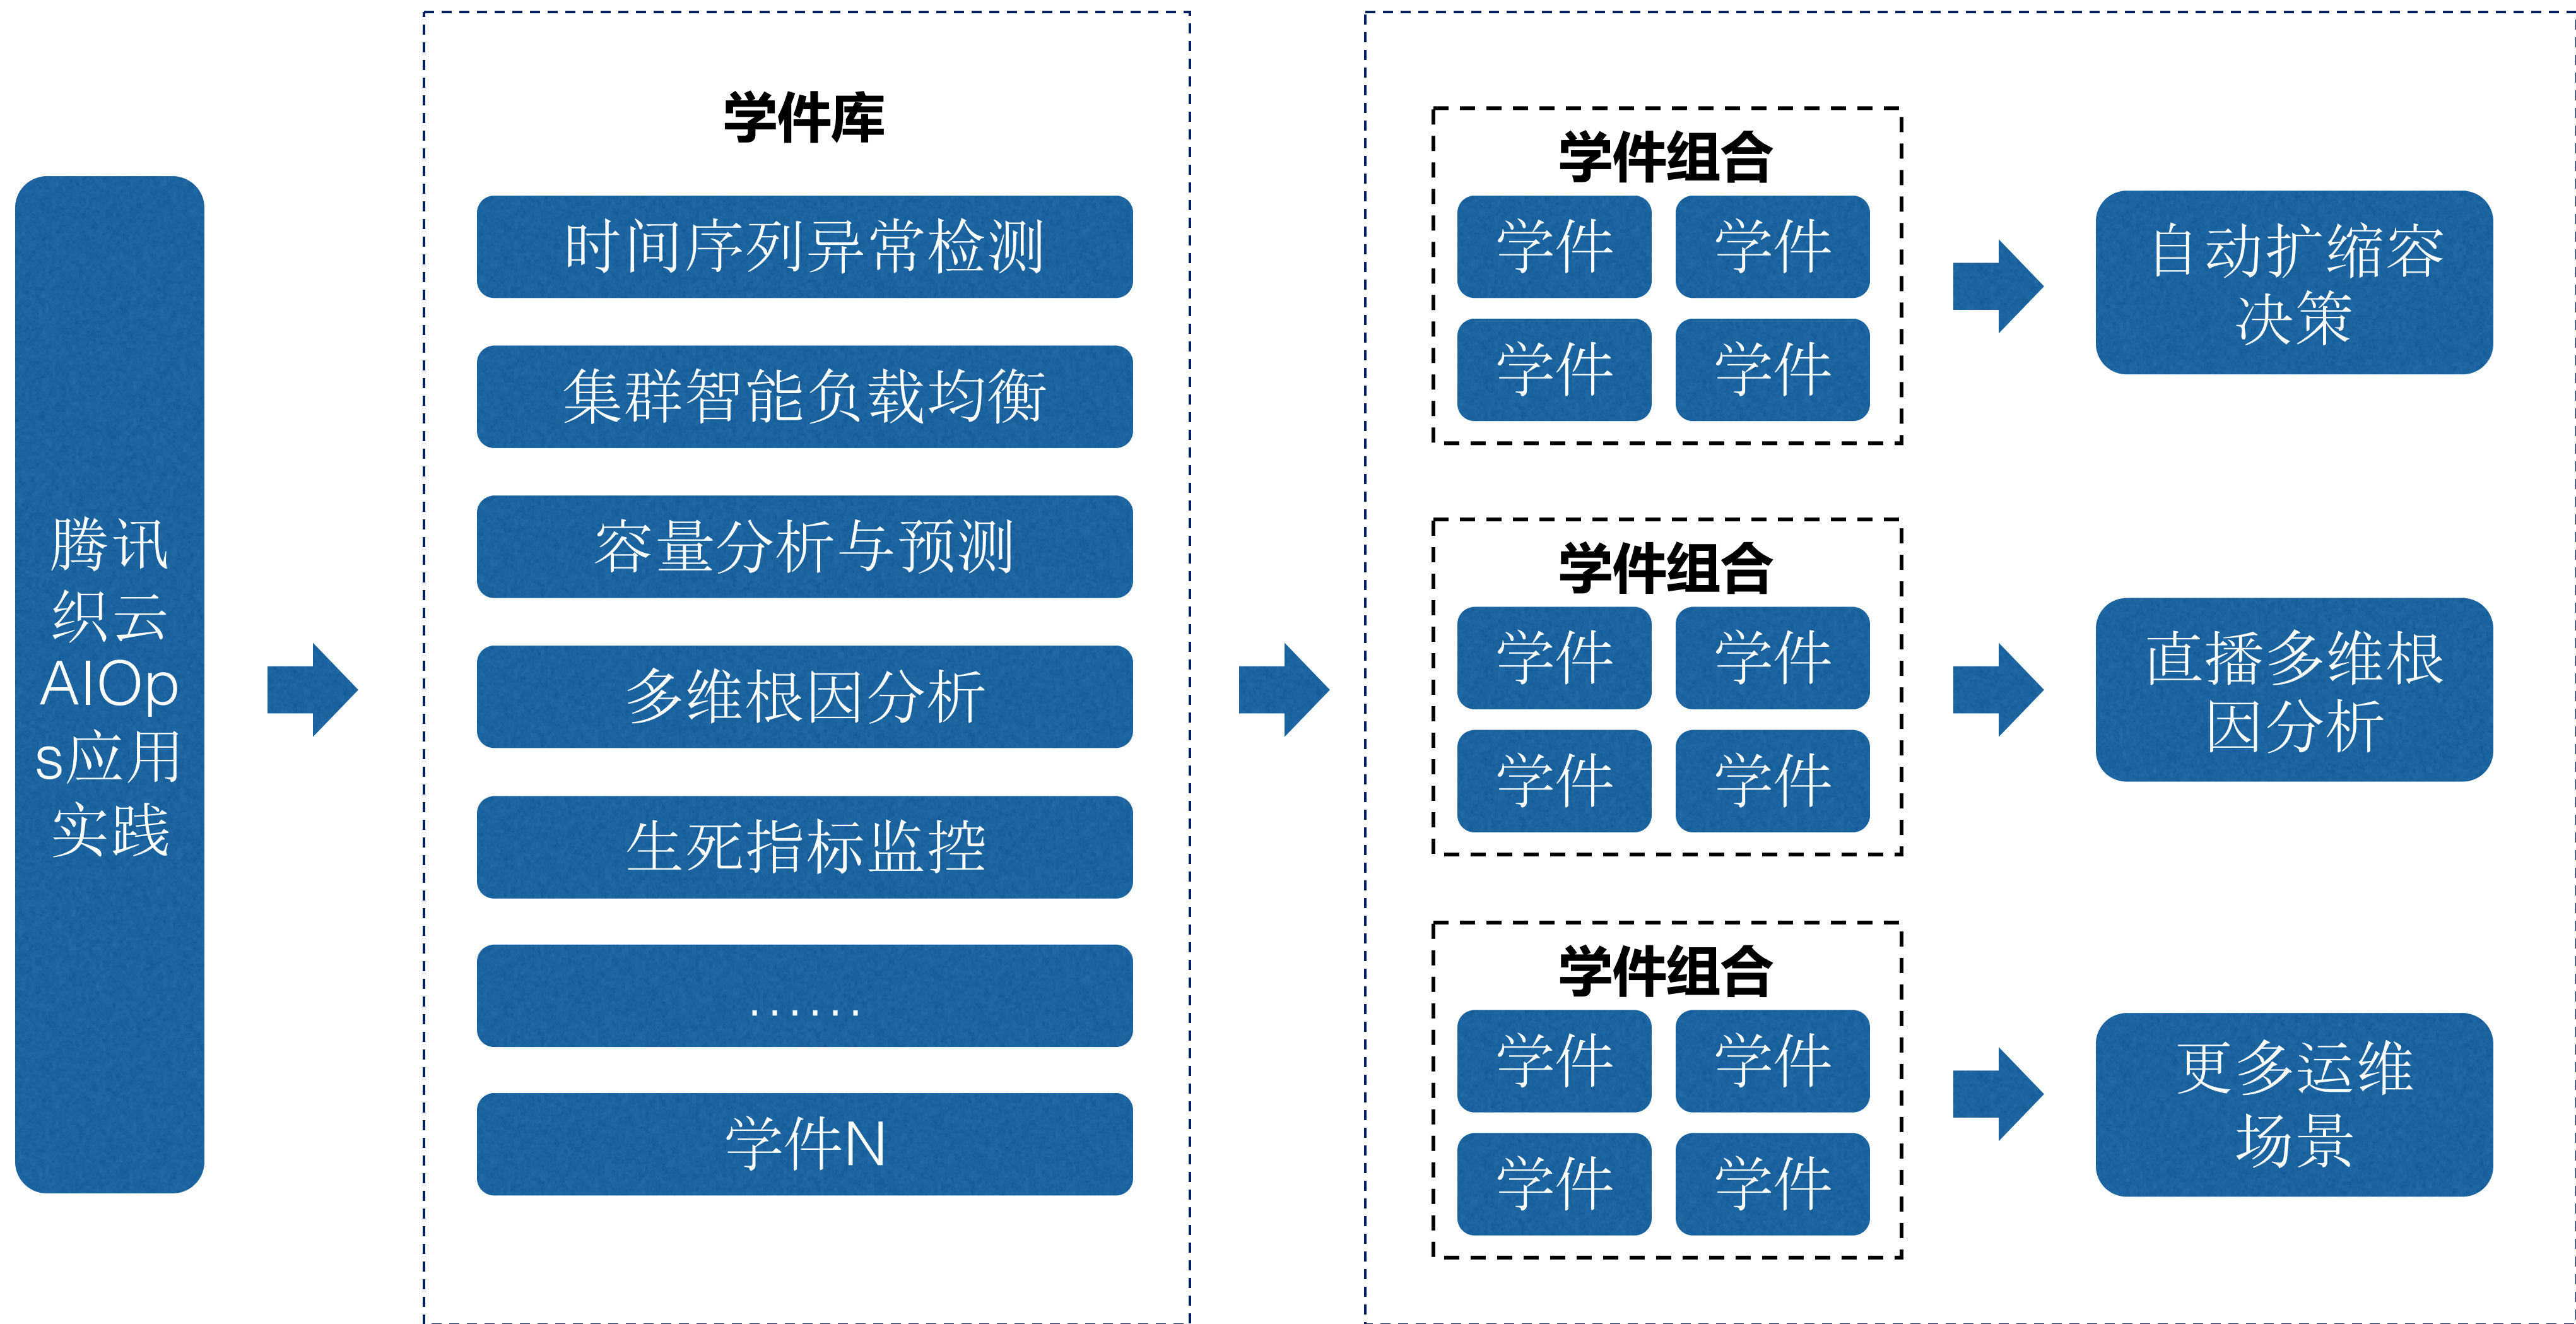 腾讯
织云
AIOp
s应用
实践
学件库
时间序列异常检测
集群智能负载均衡
容量分析与预测
多维根因分析
生死指标监控
……
学件N
学件组合
学件 学件
学件 学件
自动扩缩容
决策
学件组合
学件 学件
学件 学件
直播多维根
因分析
学件组合
学件 学件
学件 学件
更多运维
场景